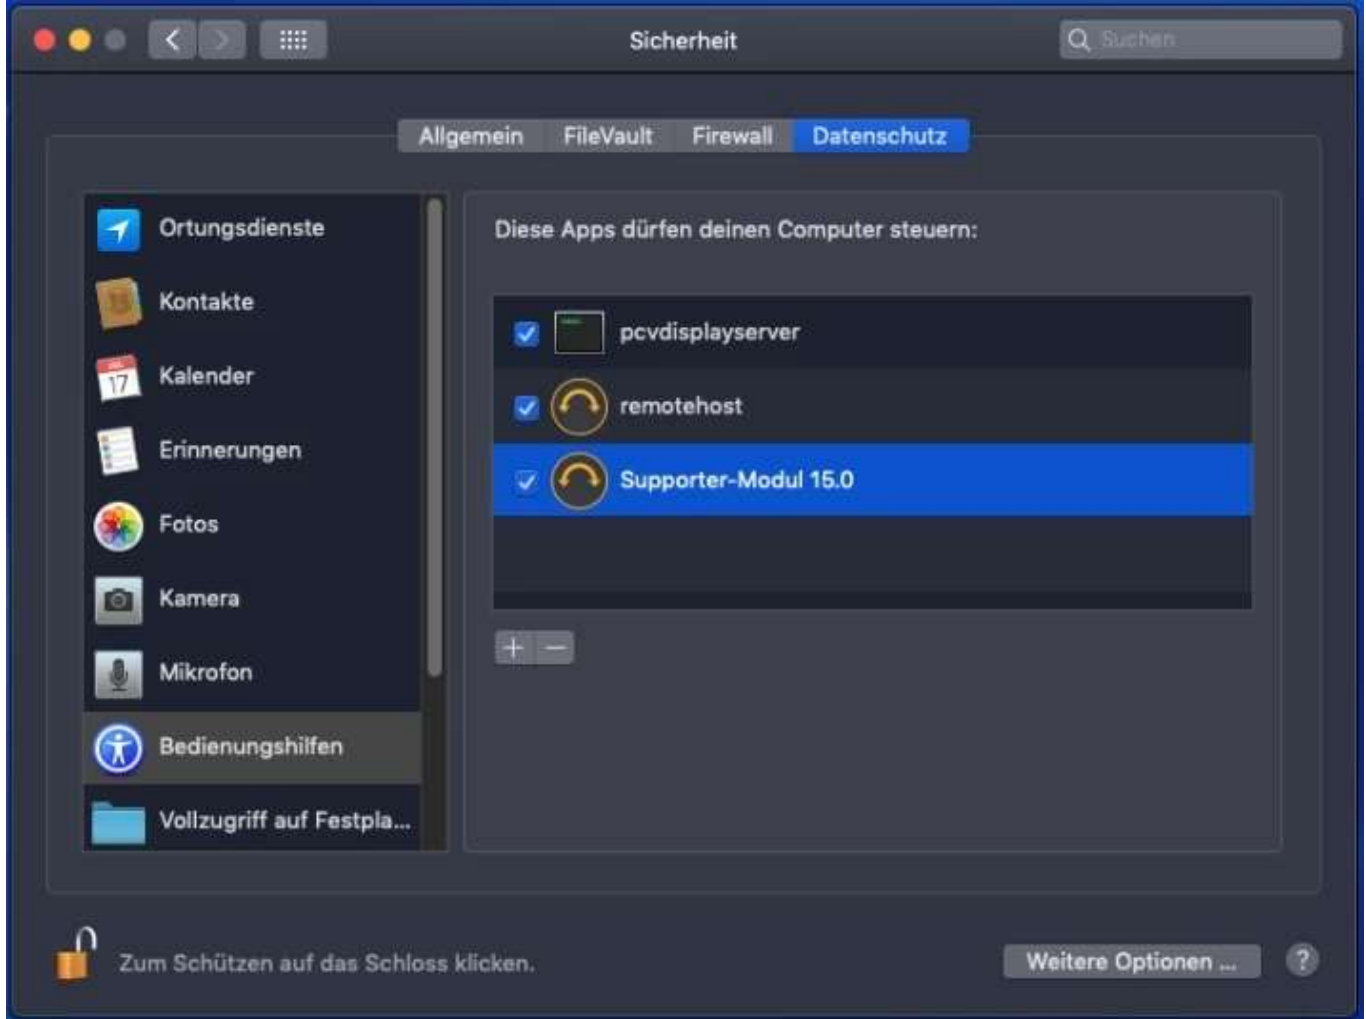 Sicherheit
Suchen
Allgemein FileVault Firewall Datenschutz
Ortungsdienste
Kontakte
17
Kalender
Erinnerungen
Fotos
Kamera
Mikrofon
Bedienungshilfen
Vollzugriff auf Festpla...
Diese Apps dürfen deinen Computer steuern:
pcvdisplayserver
remotehost
Supporter-Modul 15.0
+ −
Zum Schützen auf das Schloss klicken.
Weitere Optionen ...
?